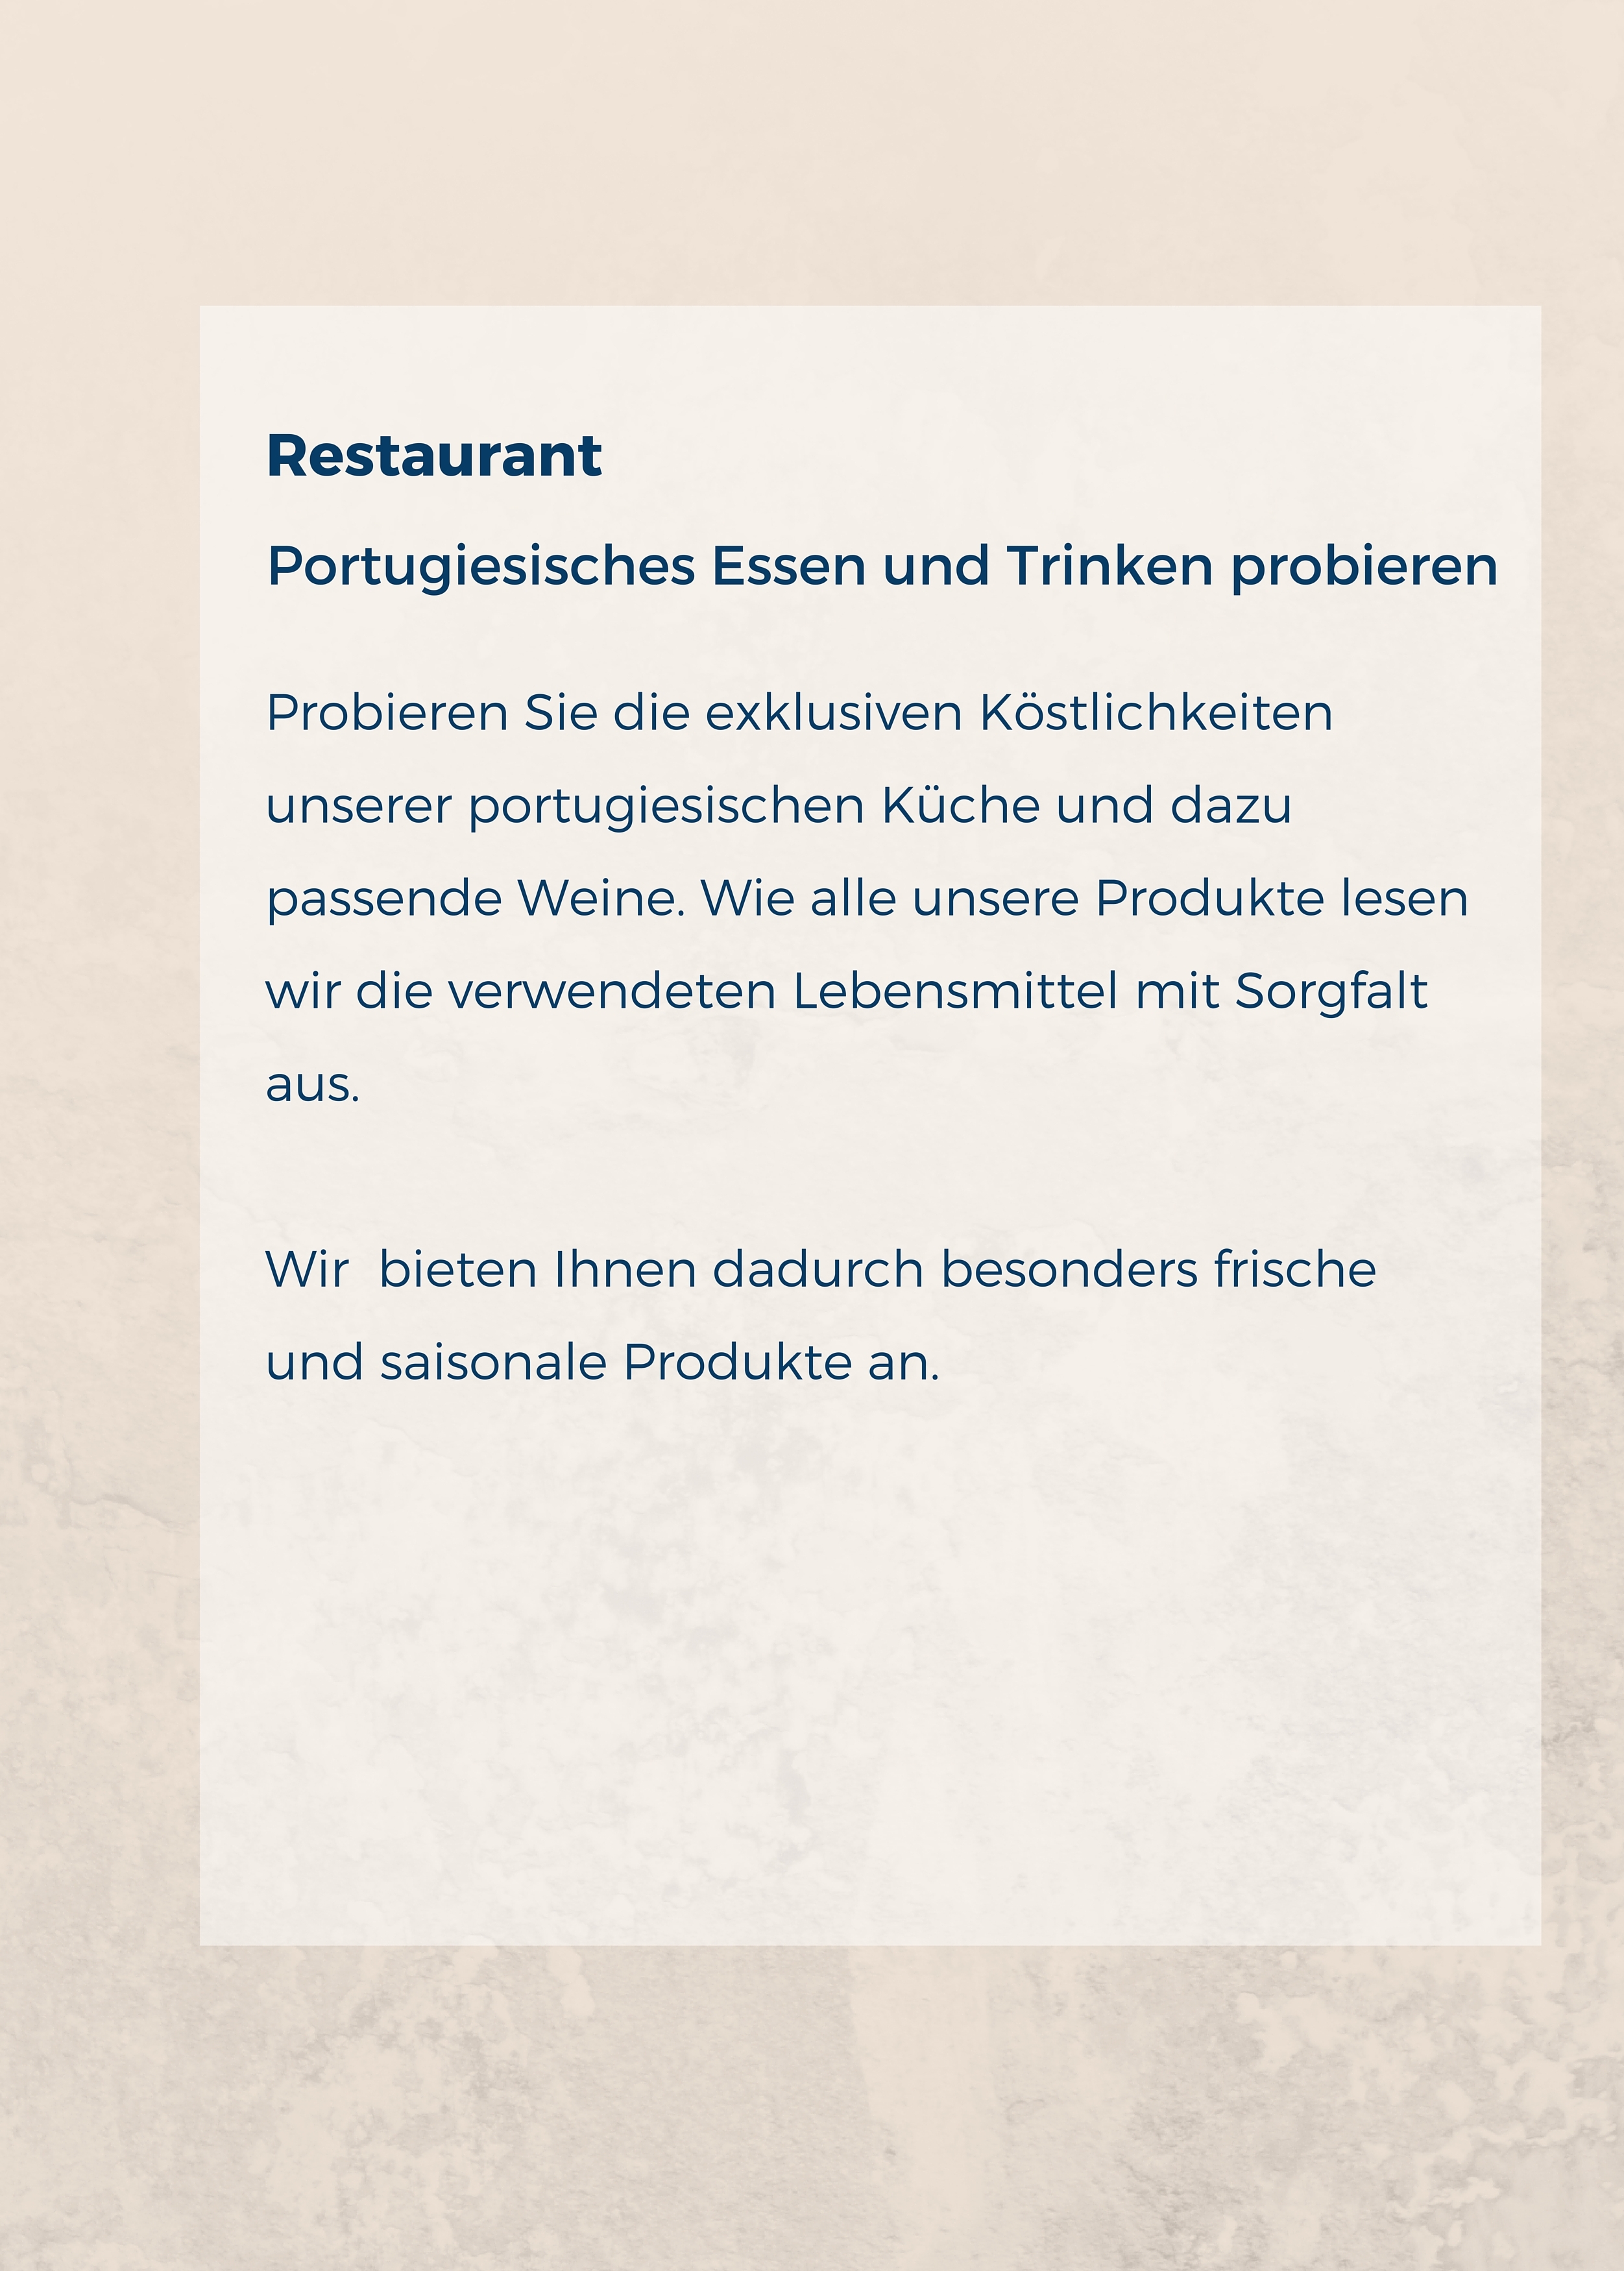 Restaurant
Portugiesisches Essen und Trinken probieren
Probieren Sie die exklusiven Köstlichkeiten
unserer portugiesischen Küche und dazu
passende Weine. Wie alle unsere Produkte lesen
wir die verwendeten Lebensmittel mit Sorgfalt
aus.
Wir  bieten Ihnen dadurch besonders frische
und saisonale Produkte an.